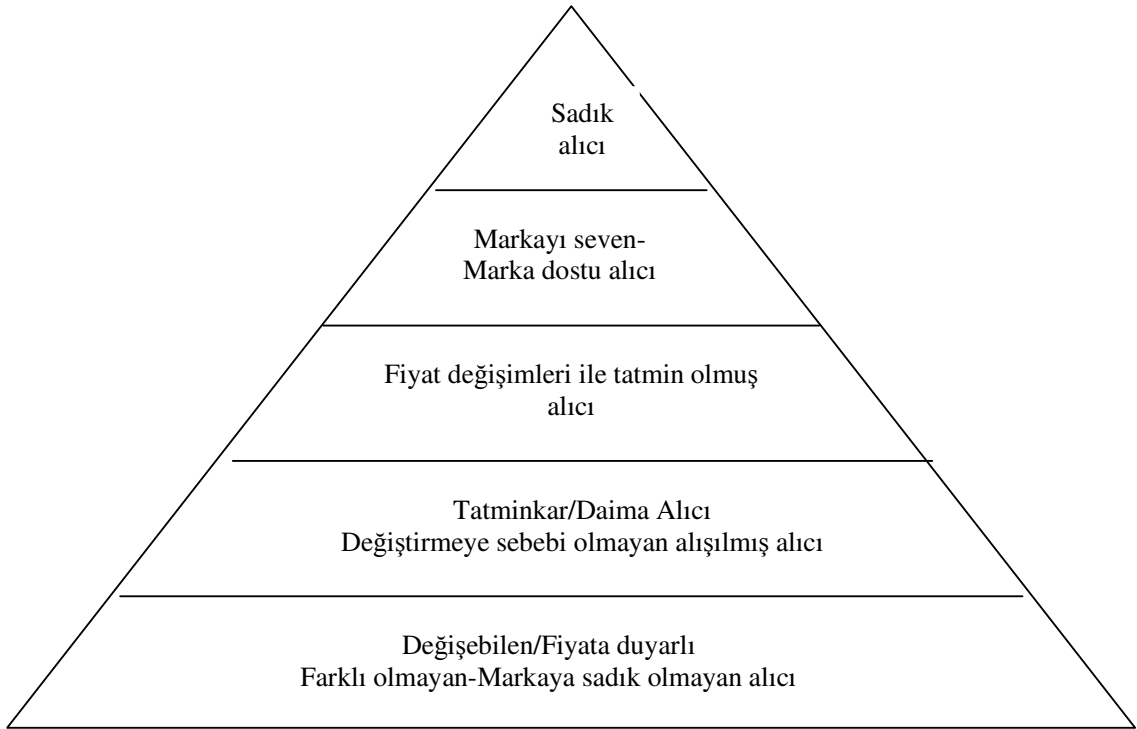 Sadık
alıcı
Markayı seven-
Marka dostu alıcı
Fiyat değişimleri ile tatmin olmuş
alıcı
Tatminkar/Daima Alıcı
Değiştirmeye sebebi olmayan alışılmış alıcı
Değişebilen/Fiyata duyarlı
Farklı olmayan-Markaya sadık olmayan alıcı